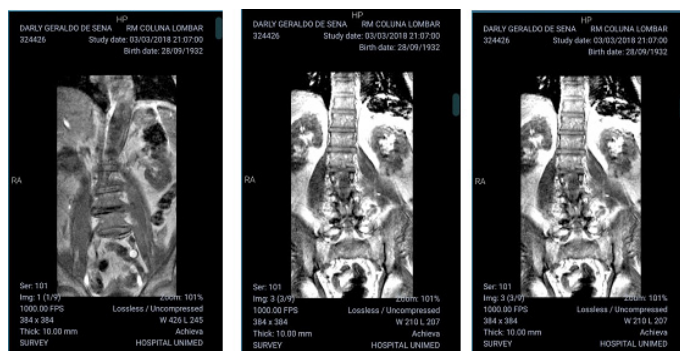 HP
DARLY GERALDO DE SENA RM COLUNA LOMBAR
324426 Study date: 03/03/2018 21:07:00
Birth date: 28/09/1932
RA
Ser: 101
Img: 1 (1/9) Zoom: 101%
1000.00 FPS Lossless / Uncompressed
384 x 384 W 426 L 245
Thick: 10.00 mm Achieva
SURVEY HOSPITAL UNIMED
HP
DARLY GERALDO DE SENA RM COLUNA LOMBAR
324426 Study date: 03/03/2018 21:07:00
Birth date: 28/09/1932
RA
Ser: 101
Img: 3 (3/9) Zoom: 101%
1000.00 FPS Lossless / Uncompressed
384 x 384 W 210 L 207
Thick: 10.00 mm Achieva
SURVEY HOSPITAL UNIMED
HP
DARLY GERALDO DE SENA RM COLUNA LOMBAR
324426 Study date: 03/03/2018 21:07:00
Birth date: 28/09/1932
RA
Ser: 101
Img: 3 (3/9) Zoom: 101%
1000.00 FPS Lossless / Uncompressed
384 x 384 W 210 L 207
Thick: 10.00 mm Achieva
SURVEY HOSPITAL UNIMED